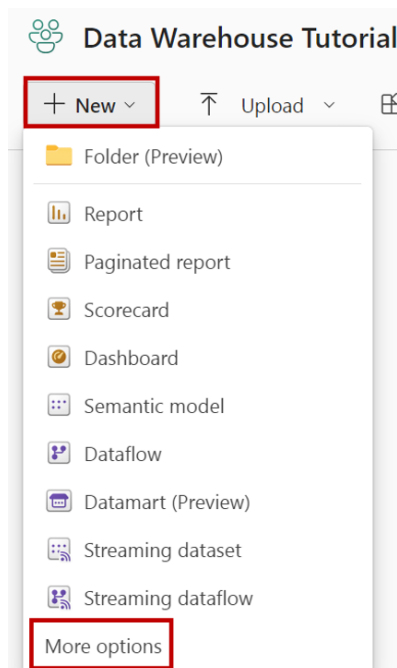 Data Warehouse Tutorial
New
Upload
Folder (Preview)
Report
Paginated report
Scorecard
Dashboard
Semantic model
Dataflow
Datamart (Preview)
Streaming dataset
Streaming dataflow
More options